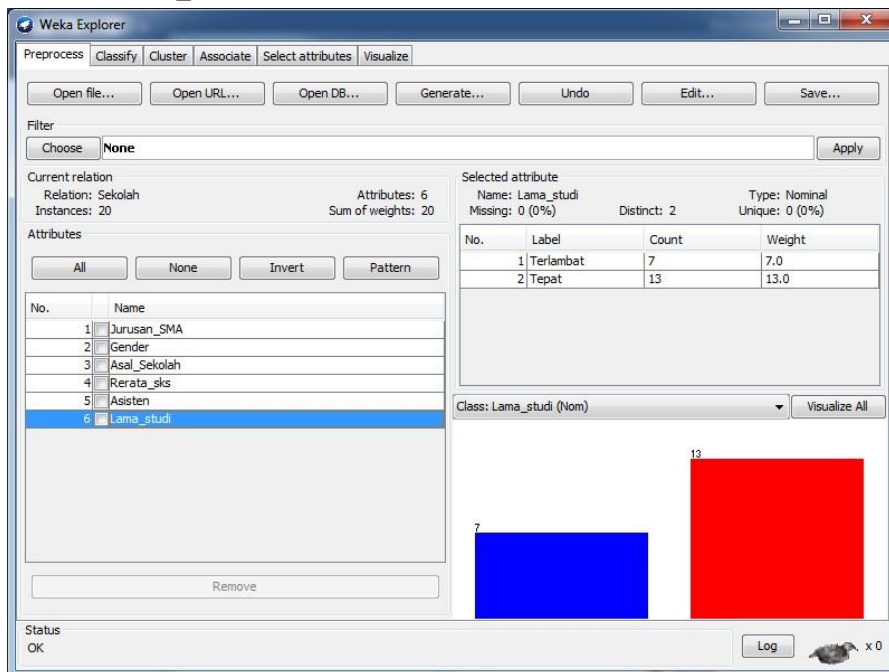 Weka Explorer
Preprocess Classify Cluster Associate Select attributes Visualize
Open file... Open URL... Open DB... Generate... Undo Edit... Save...
Filter
Choose None Apply
Current relation
Relation: Sekolah Attributes: 6
Instances: 20 Sum of weights: 20
Attributes
All None Invert Pattern
No. Name
1 Jurusan_SMA
2 Gender
3 Asal_Sekolah
4 Rerata_sks
5 Asisten
6 Lama_studi
Remove
Selected attribute
Name: Lama_studi Type: Nominal
Missing: 0 (0%) Distinct: 2 Unique: 0 (0%)
No. Label Count Weight
1 Terlambat 7 7.0
2 Tepat 13 13.0
Class: Lama_studi (Nom) Visualize All
13
7
Status
OK Log x 0